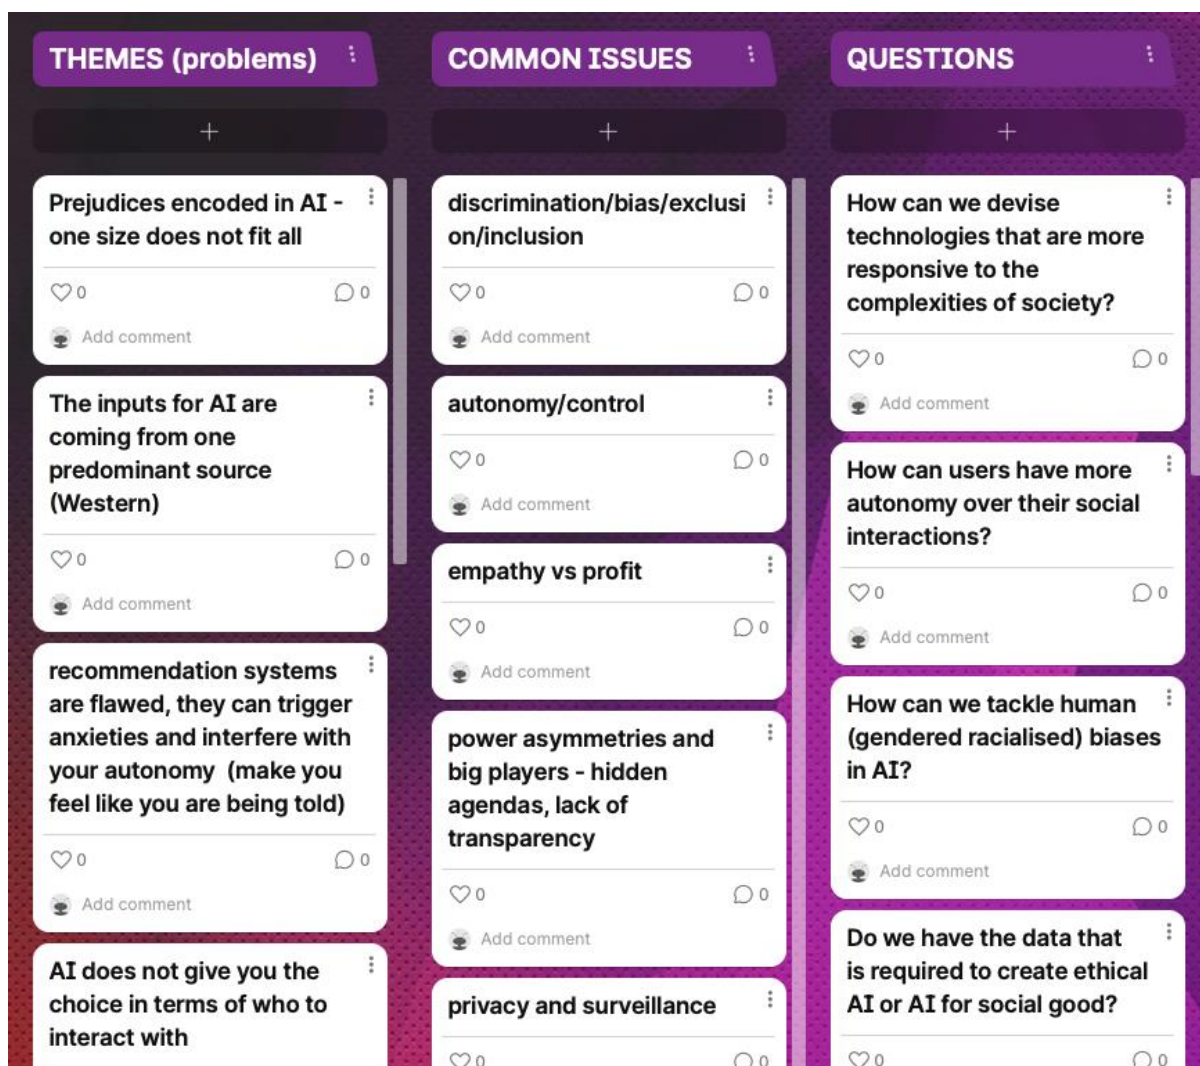 THEMES (problems)
+
Prejudices encoded in AI -
one size does not fit all
0
0
Add comment
The inputs for AI are
coming from one
predominant source
(Western)
0
0
Add comment
recommendation systems
are flawed, they can trigger
anxieties and interfere with
your autonomy (make you
feel like you are being told)
0
0
Add comment
AI does not give you the
choice in terms of who to
interact with
COMMON ISSUES
+
discrimination/bias/exclusi
on/inclusion
0
0
Add comment
autonomy/control
0
0
Add comment
empathy vs profit
0
0
Add comment
power asymmetries and
big players - hidden
agendas, lack of
transparency
0
0
Add comment
privacy and surveillance
0
0
QUESTIONS
+
How can we devise
technologies that are more
responsive to the
complexities of society?
0
0
Add comment
How can users have more
autonomy over their social
interactions?
0
0
Add comment
How can we tackle human
(gendered racialised) biases
in AI?
0
0
Add comment
Do we have the data that
is required to create ethical
AI or AI for social good?
0
0